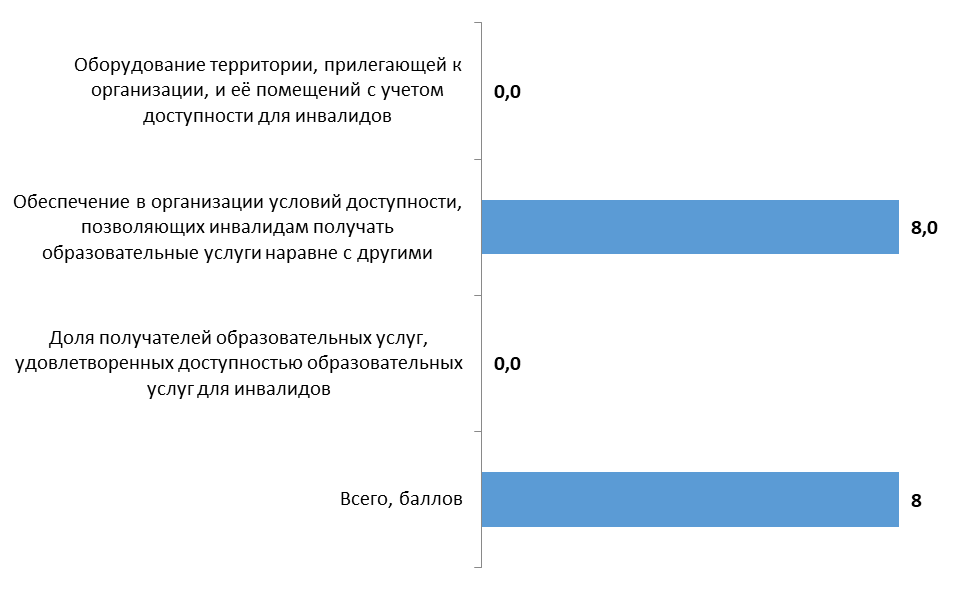 Оборудование территории, прилегающей к
организации, и её помещений с учетом
доступности для инвалидов
0,0
Обеспечение в организации условий доступности,
позволяющих инвалидам получать
образовательные услуги наравне с другими
8,0
Доля получателей образовательных услуг,
удовлетворенных доступностью образовательных
услуг для инвалидов
0,0
Всего, баллов
8